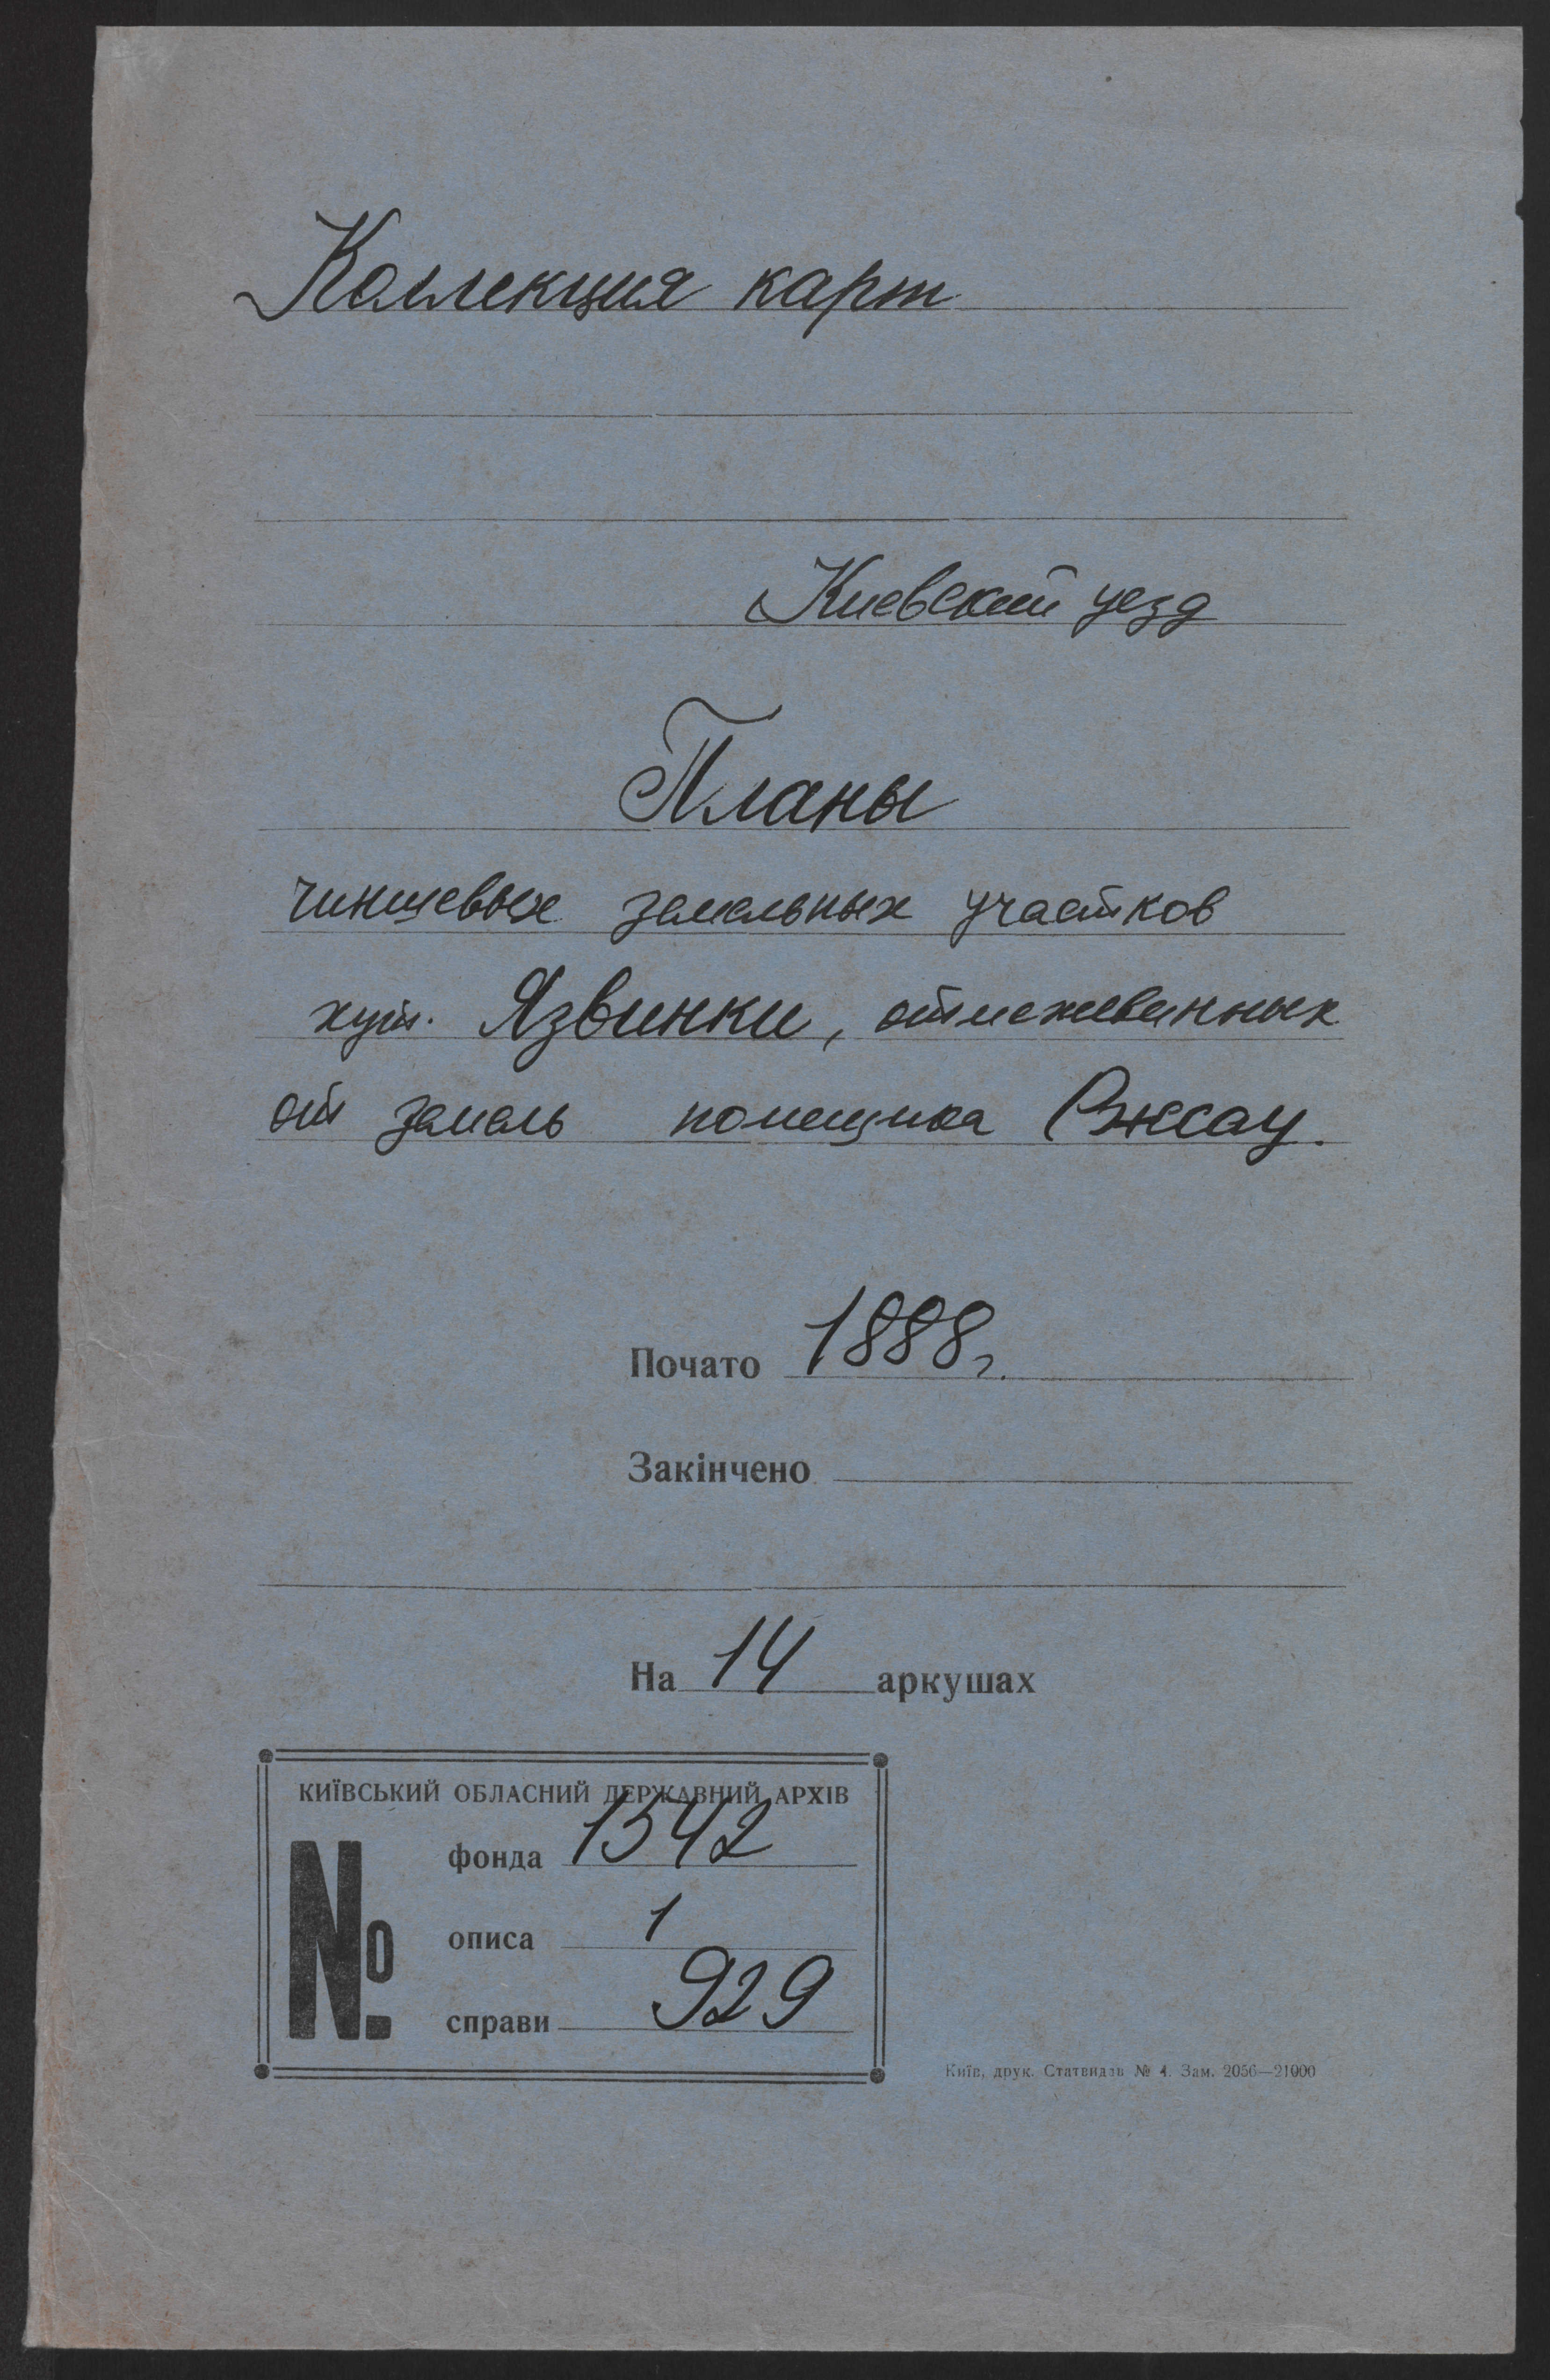 Коллекция карт
Киевский уезд
Планы
чиншевых земельных участков
хут. Язвинки, отмежеванных
от земель помещика
Почато 1888 г.
Закінчено
На 14 аркушах
КИЇВСЬКИЙ ОБЛАСНИЙ ДЕРЖАВНИЙ АРХІВ
№
фонда 1542
описа 1
справи 929
Київ, друк. Статвидав № 1. Зам. 2056—21000